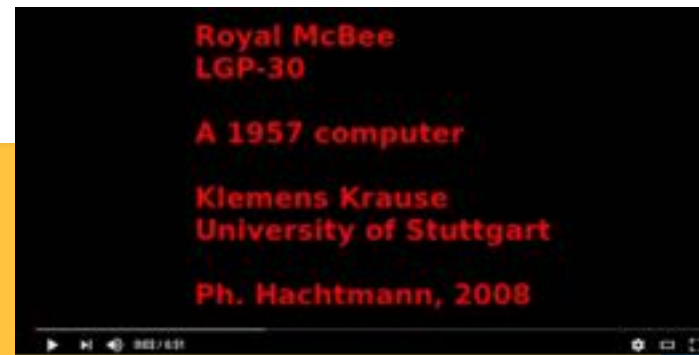 Royal McBee
LGP-30
A 1957 computer
Klemens Krause
University of Stuttgart
Ph. Hachtmann, 2008